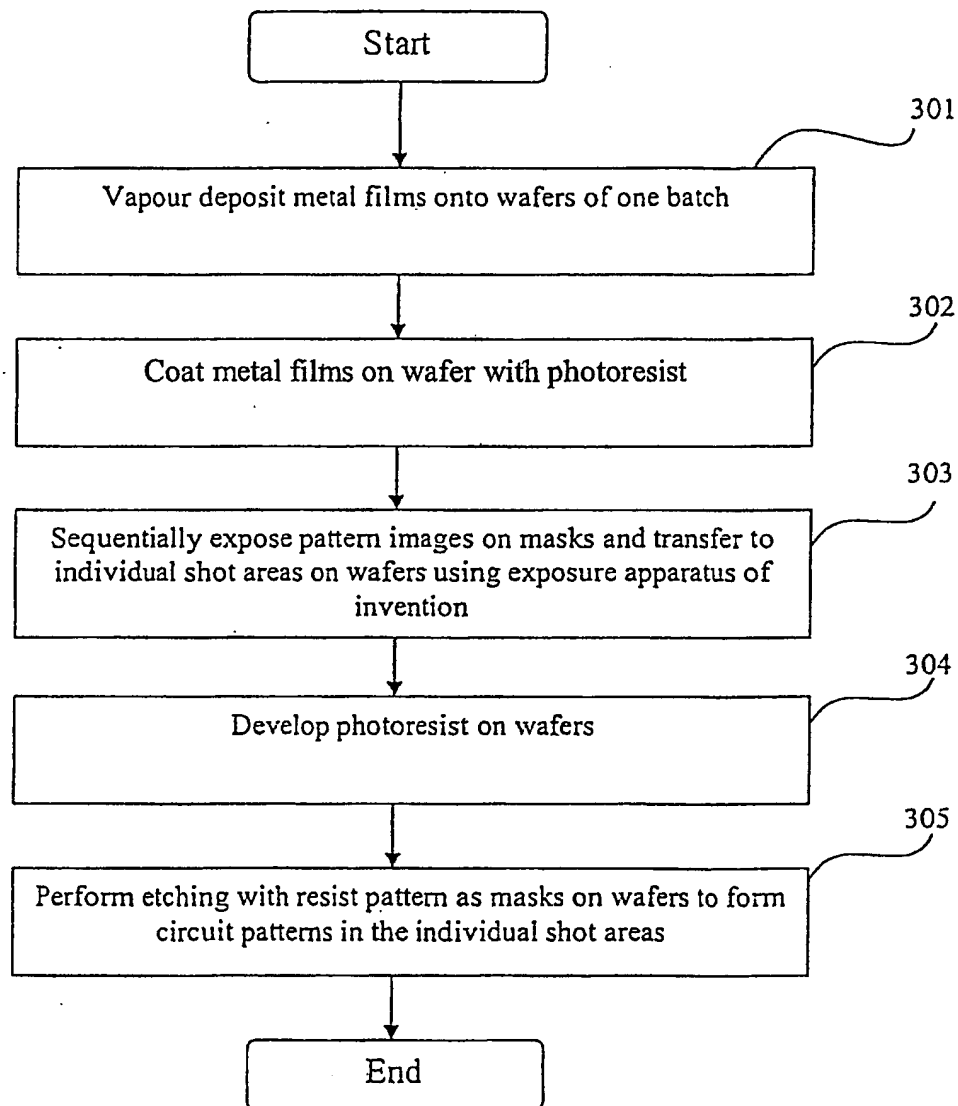 Start
301
Vapour deposit metal films onto wafers of one batch
302
Coat metal films on wafer with photoresist
303
Sequentially expose pattern images on masks and transfer to
individual shot areas on wafers using exposure apparatus of
invention
304
Develop photoresist on wafers
305
Perform etching with resist pattern as masks on wafers to form
circuit patterns in the individual shot areas
End